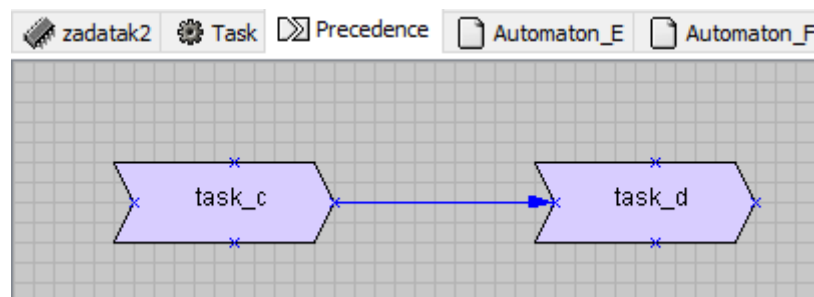 zadatak2 Task Precedence Automaton_E Automaton_F
task_c task_d